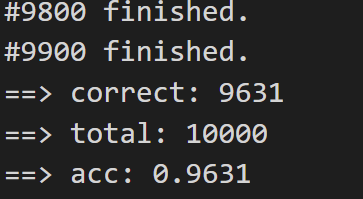 #9800 finished.
#9900 finished.
==> correct: 9631
==> total: 10000
==> acc: 0.9631